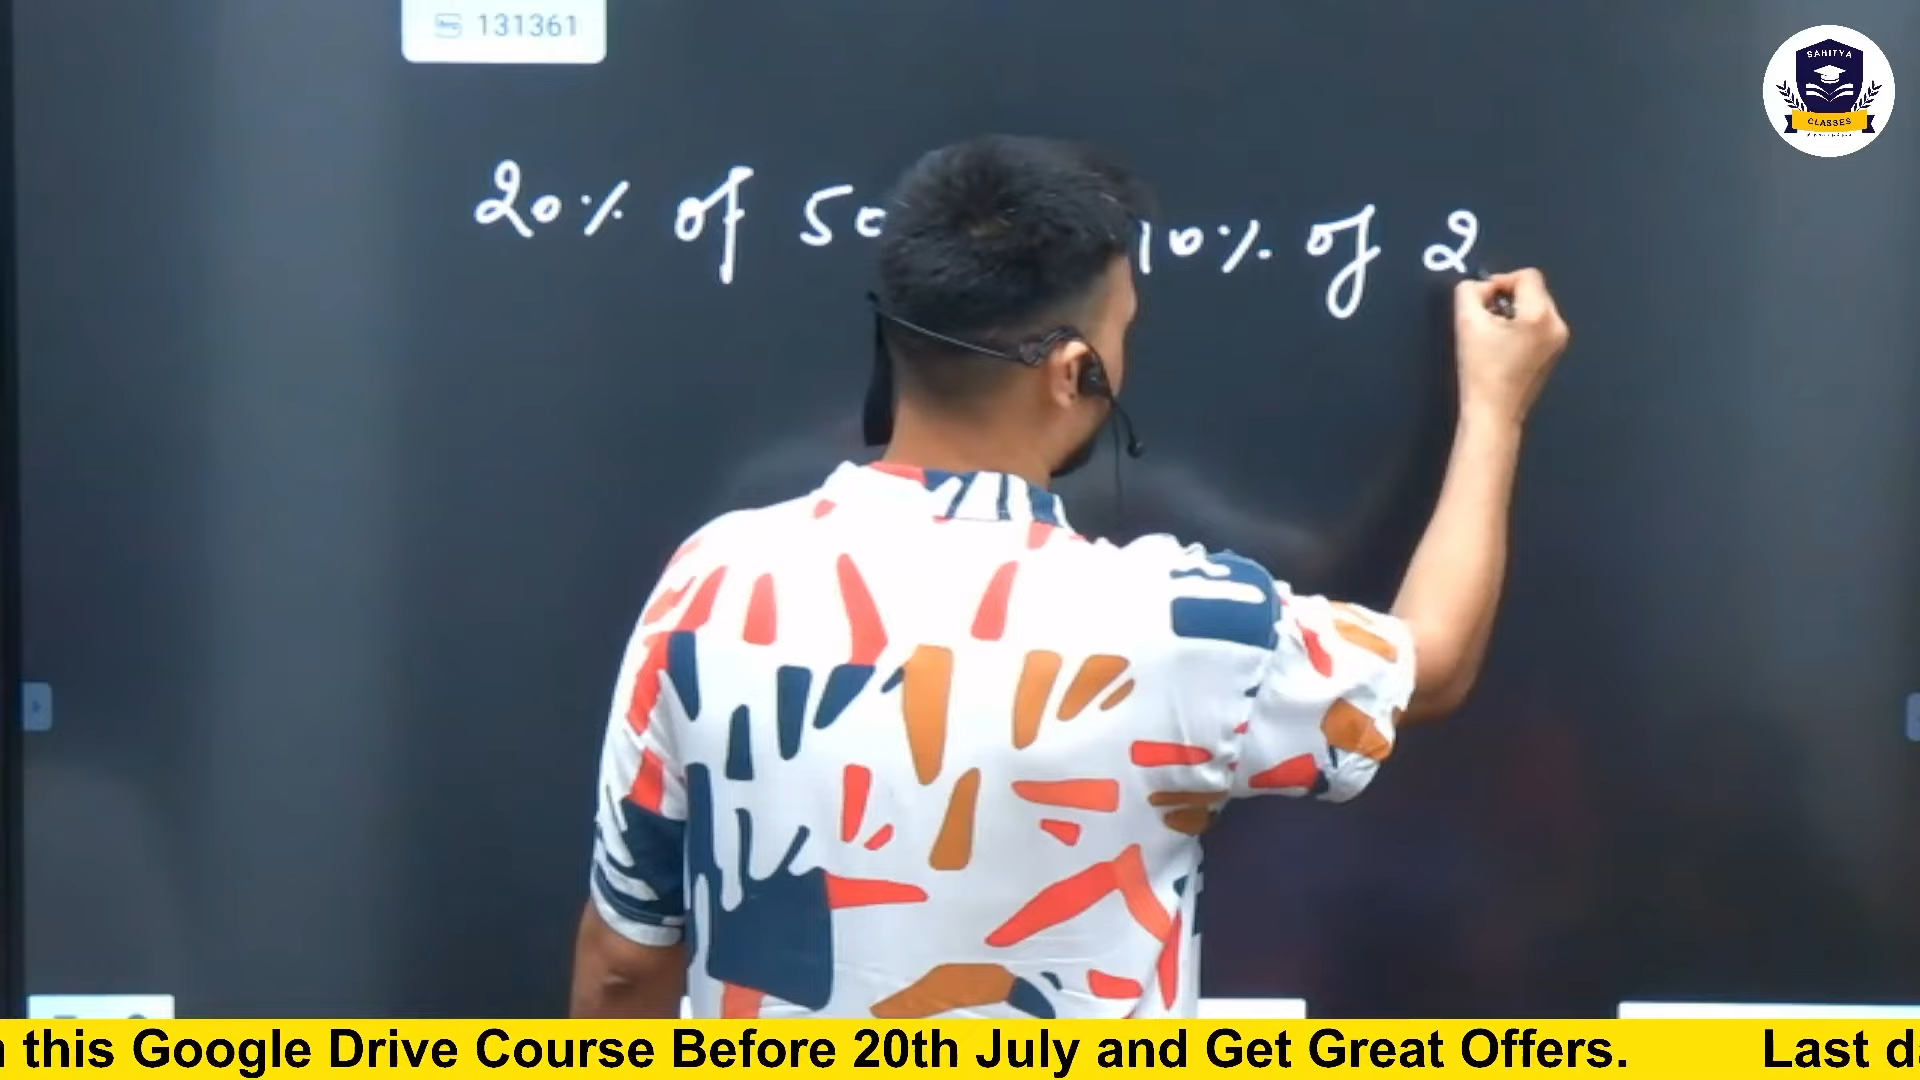 131361
SAHITYA
CLASSES
20% of 50 10% of 2
this Google Drive Course Before 20th July and Get Great Offers. Last